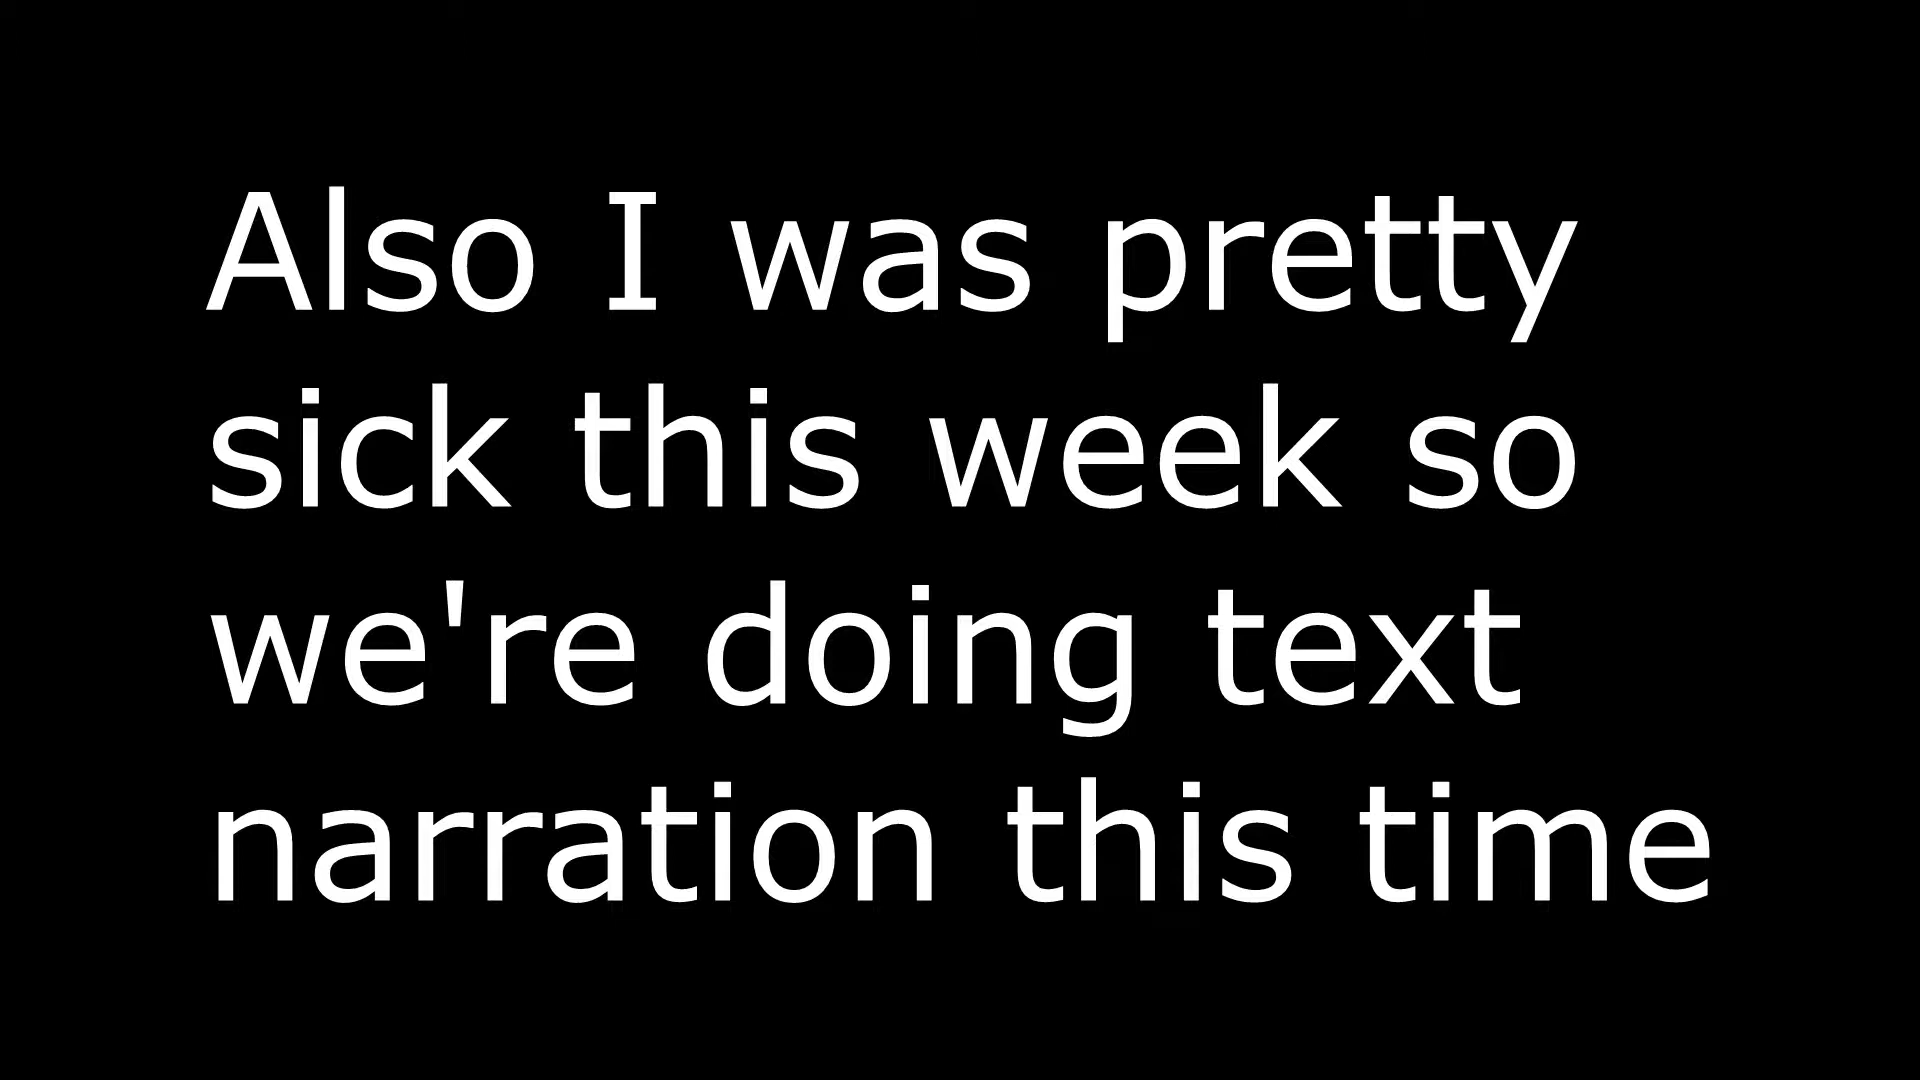 Also I was pretty
sick this week so
we're doing text
narration this time